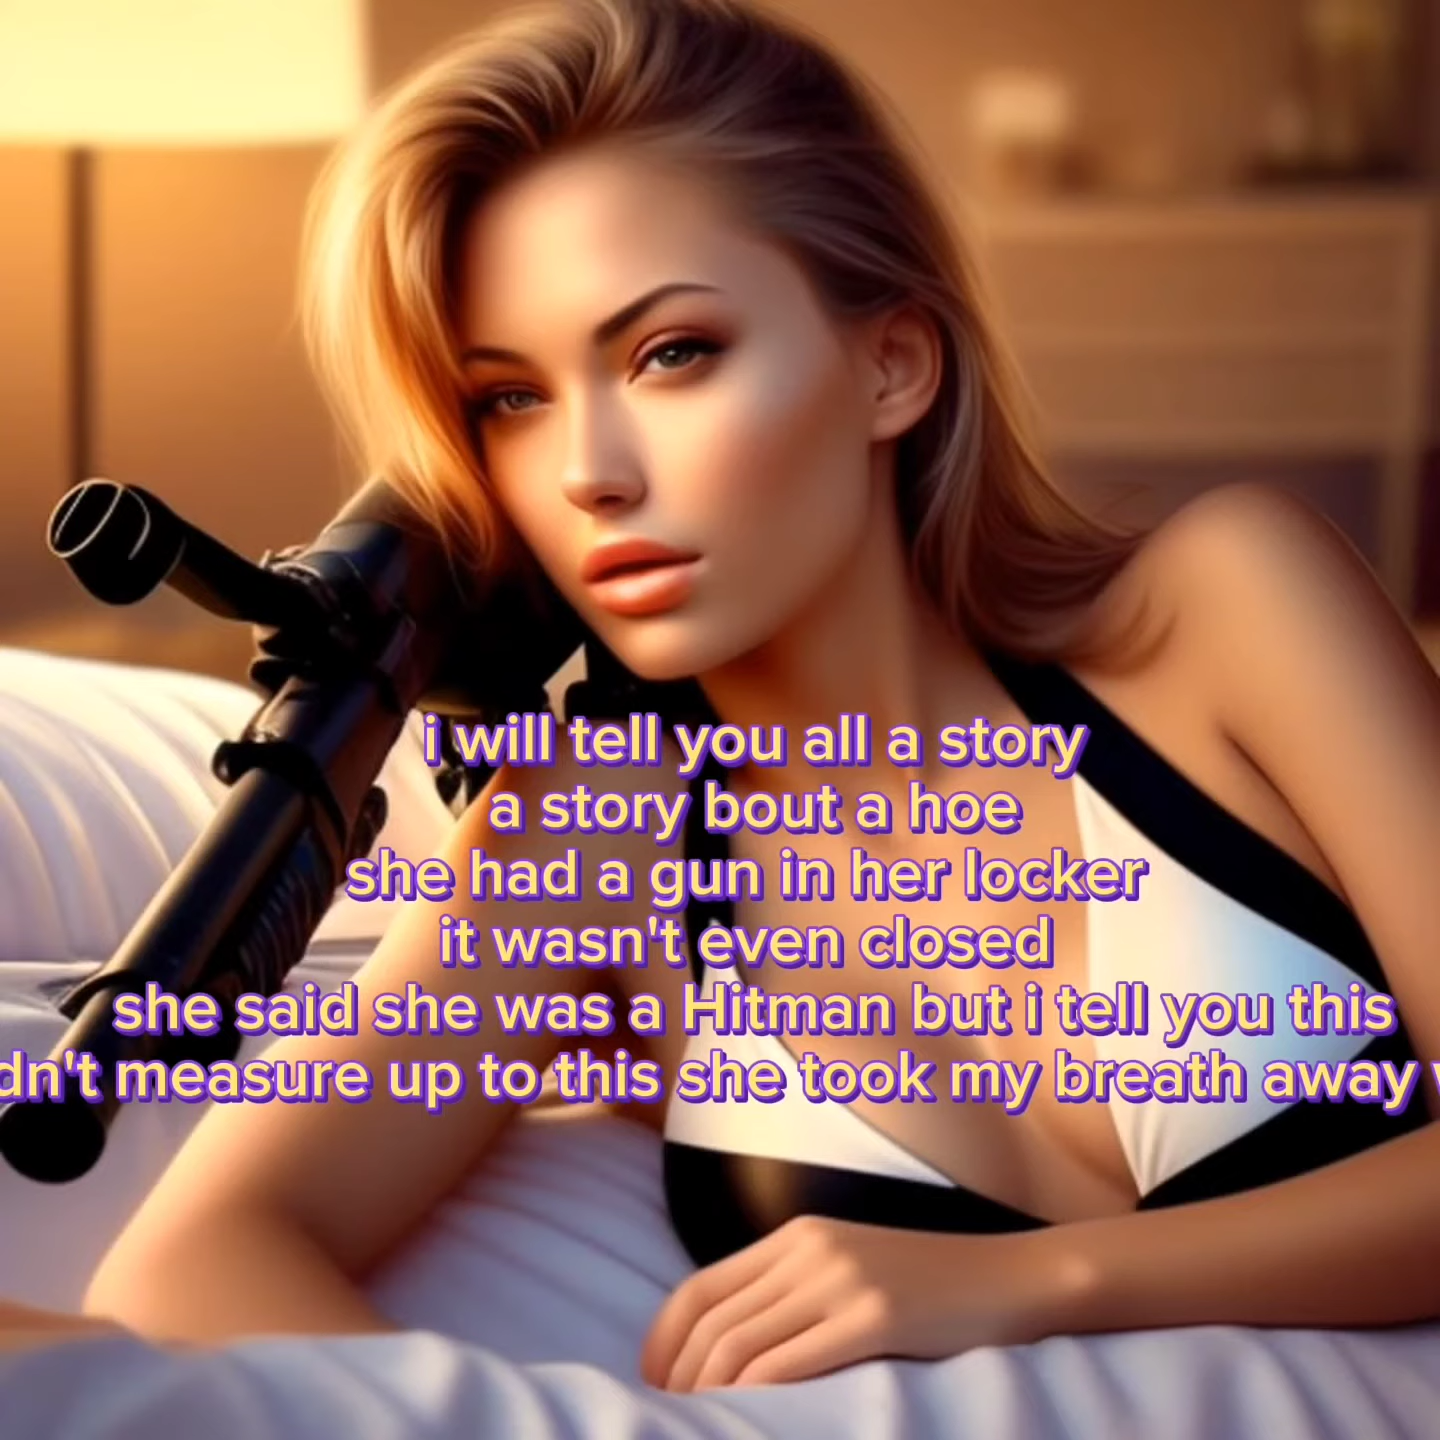 i will tell you all a story
a story bout a hoe
she had a gun in her locker
it wasn't even closed
she said she was a Hitman but i tell you this
measure up to this she took my breath away